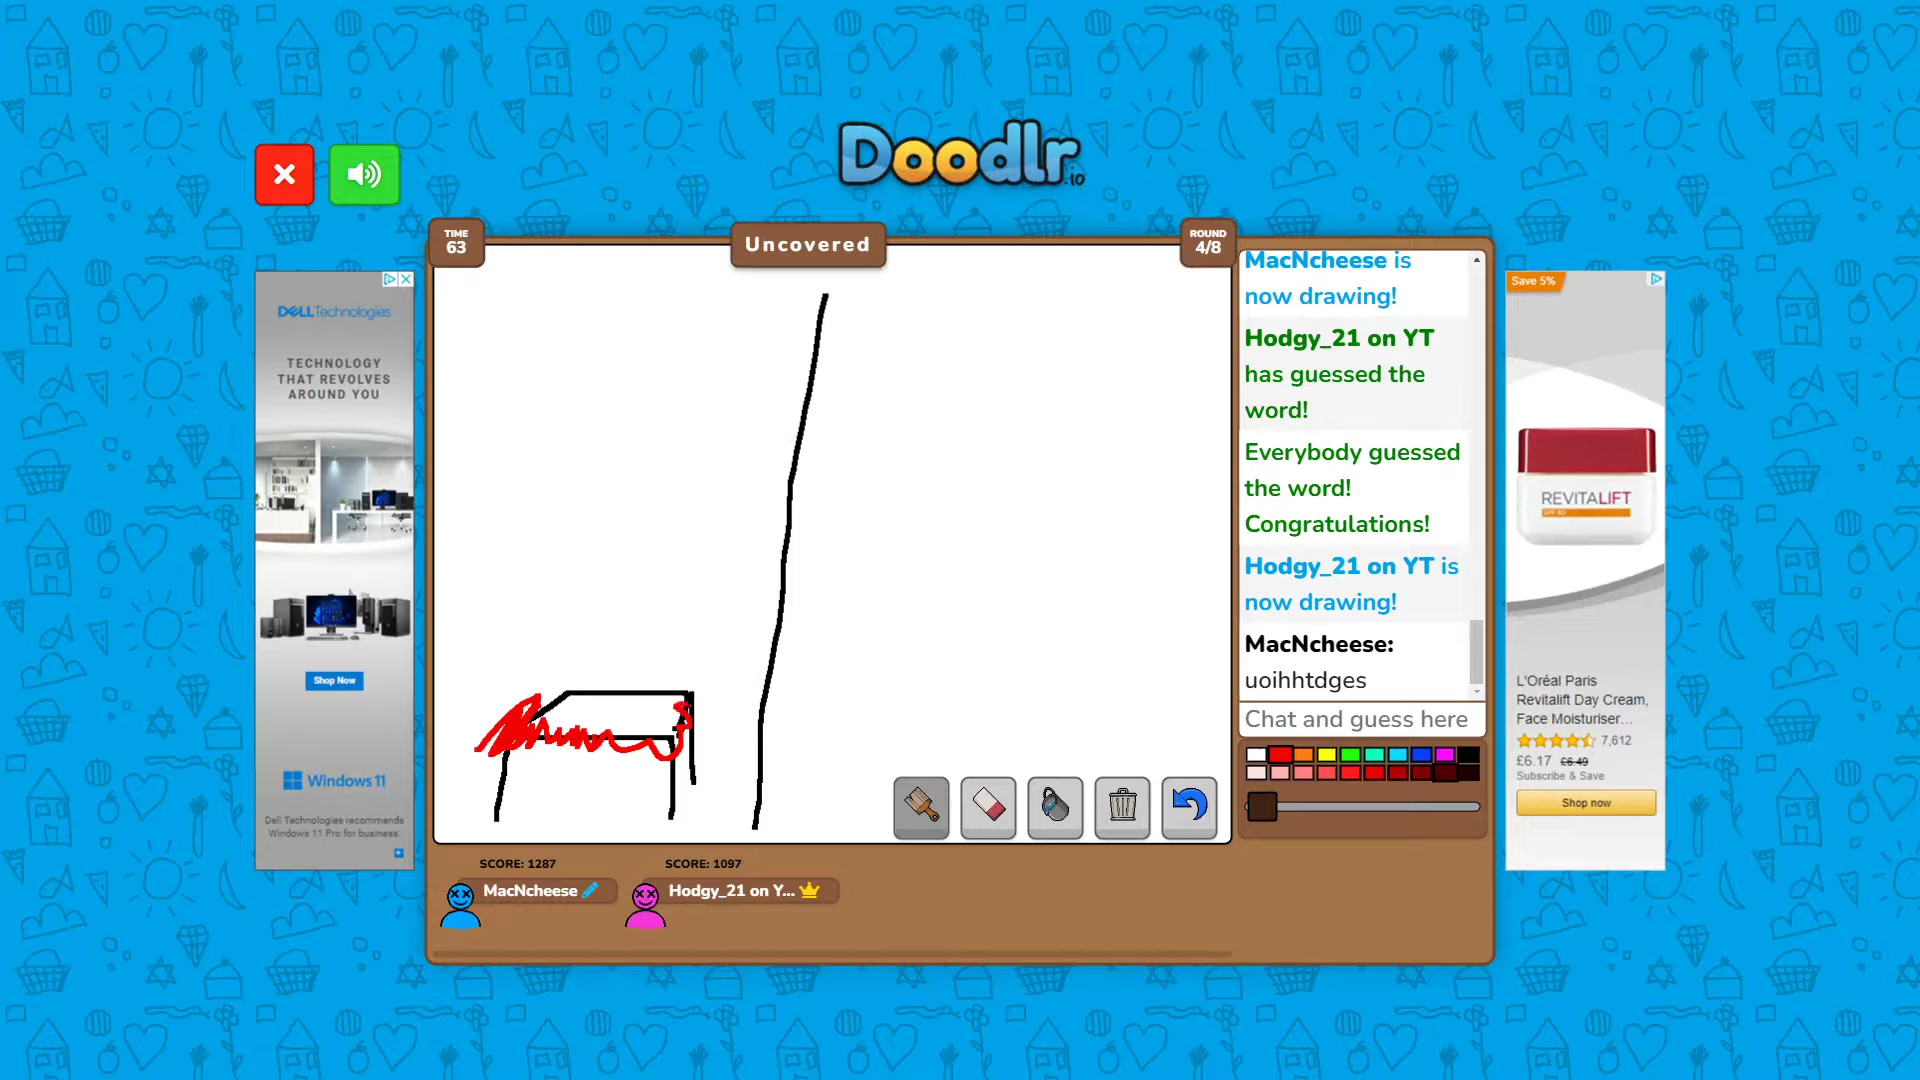 Doodlr.io
TIME
63
Uncovered
ROUND
4/8
MacNcheese is
now drawing!
Hodgy_21 on YT
has guessed the
word!
Everybody guessed
the word!
Congratulations!
Hodgy_21 on YT is
now drawing!
MacNcheese:
uoihhtdges
Chat and guess here
SCORE: 1287
MacNcheese
SCORE: 1097
Hodgy_21 on Y...
DELLTechnologies
TECHNOLOGY
THAT REVOLVES
AROUND YOU
Shop Now
Windows 11
Dell Technologies recommends
Windows 11 Pro for business.
Save 5%
REVITALIFT
L'Oréal Paris
Revitalift Day Cream,
Face Moisturiser...
7,612
£6.17 £6.49
Subscribe & Save
Shop now